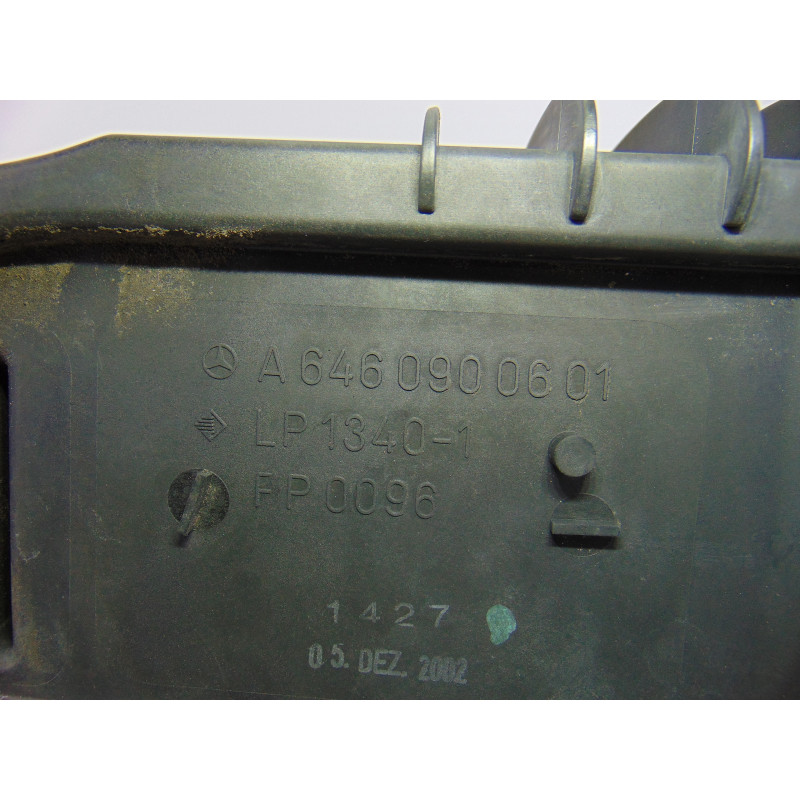 A 646 090 06 01
LP 1340-1
FP 0096
1427
05. DEZ. 2002